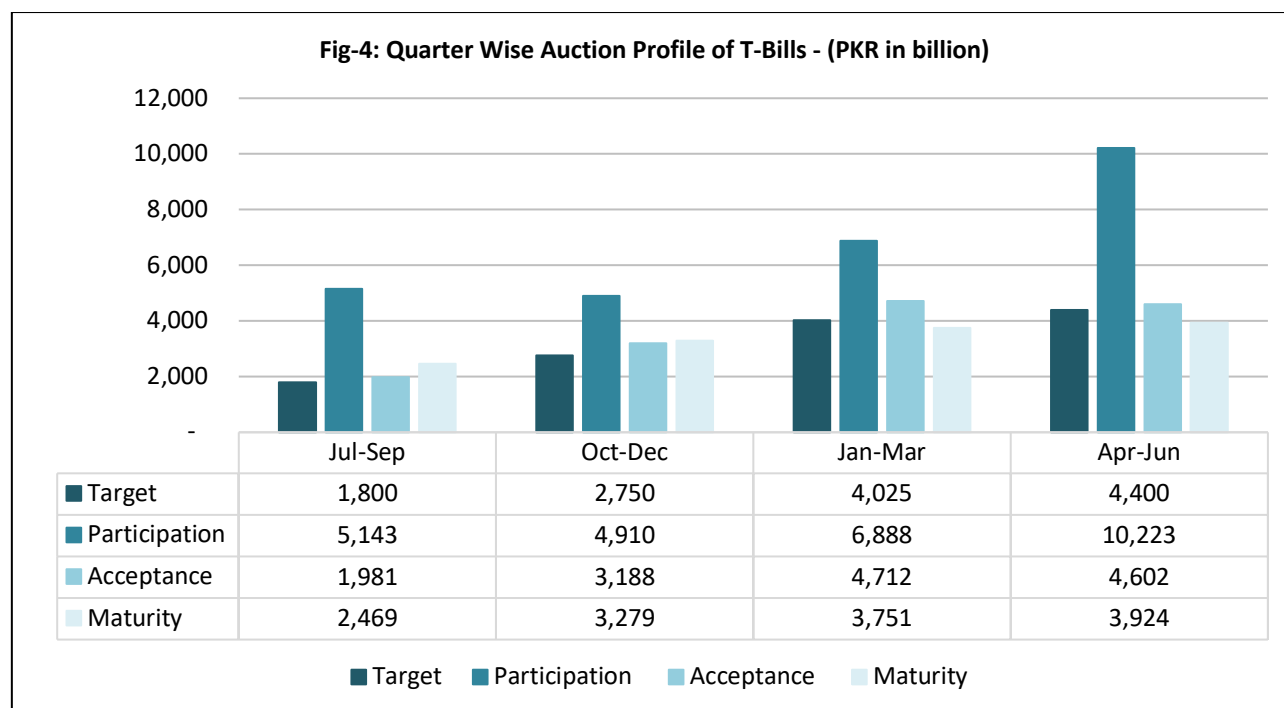 Fig-4: Quarter Wise Auction Profile of T-Bills - (PKR in billion)
12,000
10,000
8,000
6,000
4,000
2,000
-
Jul-Sep Oct-Dec Jan-Mar Apr-Jun
Target 1,800 2,750 4,025 4,400
Participation 5,143 4,910 6,888 10,223
Acceptance 1,981 3,188 4,712 4,602
Maturity 2,469 3,279 3,751 3,924
Target Participation Acceptance Maturity